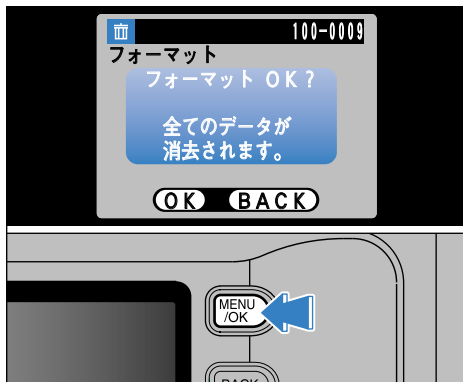 100-0009
フォーマット
フォーマット OK?
全てのデータが
消去されます。
OK BACK
MENU
/OK
BACK